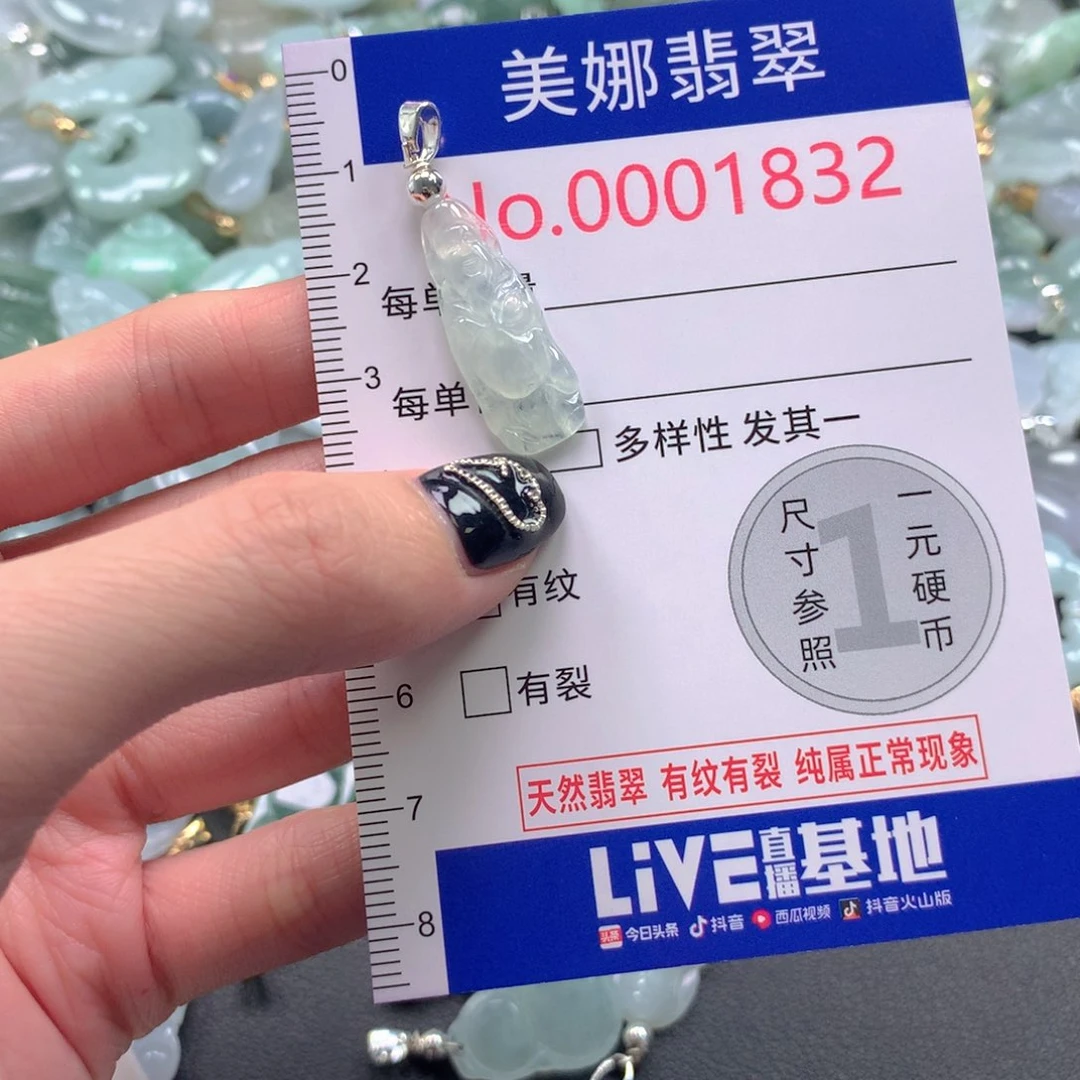 美娜翡翠
0
1
2
3
6
7
8
No.0001832
每单
每单
多样性 发其一
有纹
有裂
尺寸参照
一元硬币
1
天然翡翠 有纹有裂 纯属正常现象
LiVE直播基地
头条 今日头条 抖音 西瓜视频 抖音火山版